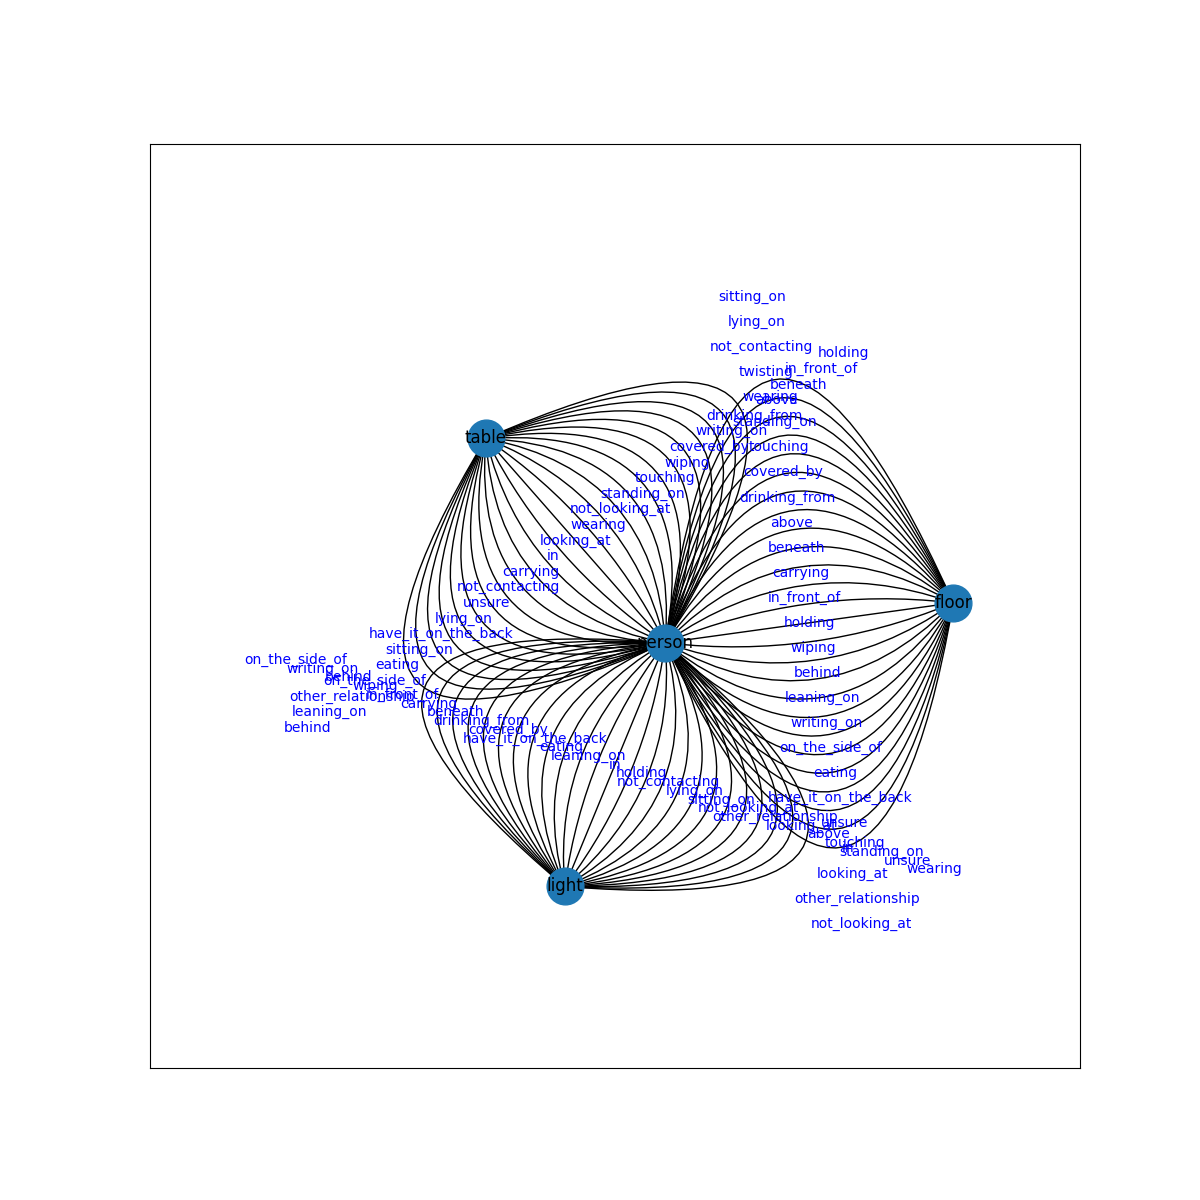 sitting_on
lying_on
not_contacting
holding
in_front_of
twisting
beneath
wearing
above
drinking_from
standing_on
writing_on
covered_by
touching
wiping
covered_by
touching
standing_on
drinking_from
not_looking_at
above
wearing
looking_at
beneath
in
carrying
carrying
not_contacting
in_front_of
unsure
holding
lying_on
have_it_on_the_back
wiping
sitting_on
eating
behind
on_the_side_of
writing_on
behind
on_the_side_of
wiping
in_front_of
other_relationship
carrying
leaning_on
leaning_on
beneath
behind
drinking_from
covered_by
writing_on
have_it_on_the_back
eating
on_the_side_of
leaning_on
in
holding
eating
not_contacting
lying_on
sitting_on
have_it_on_the_back
not_looking_at
other_relationship
looking_at
unsure
above
touching
in
standing_on
unsure
wearing
looking_at
other_relationship
not_looking_at
table
person
floor
light